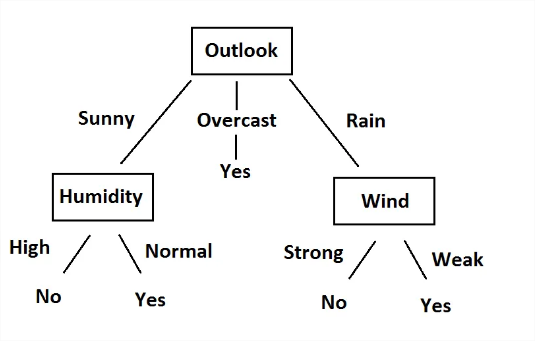 Outlook
Sunny
Overcast
Rain
Yes
Humidity
Wind
High
Normal
Strong
Weak
No
Yes
No
Yes